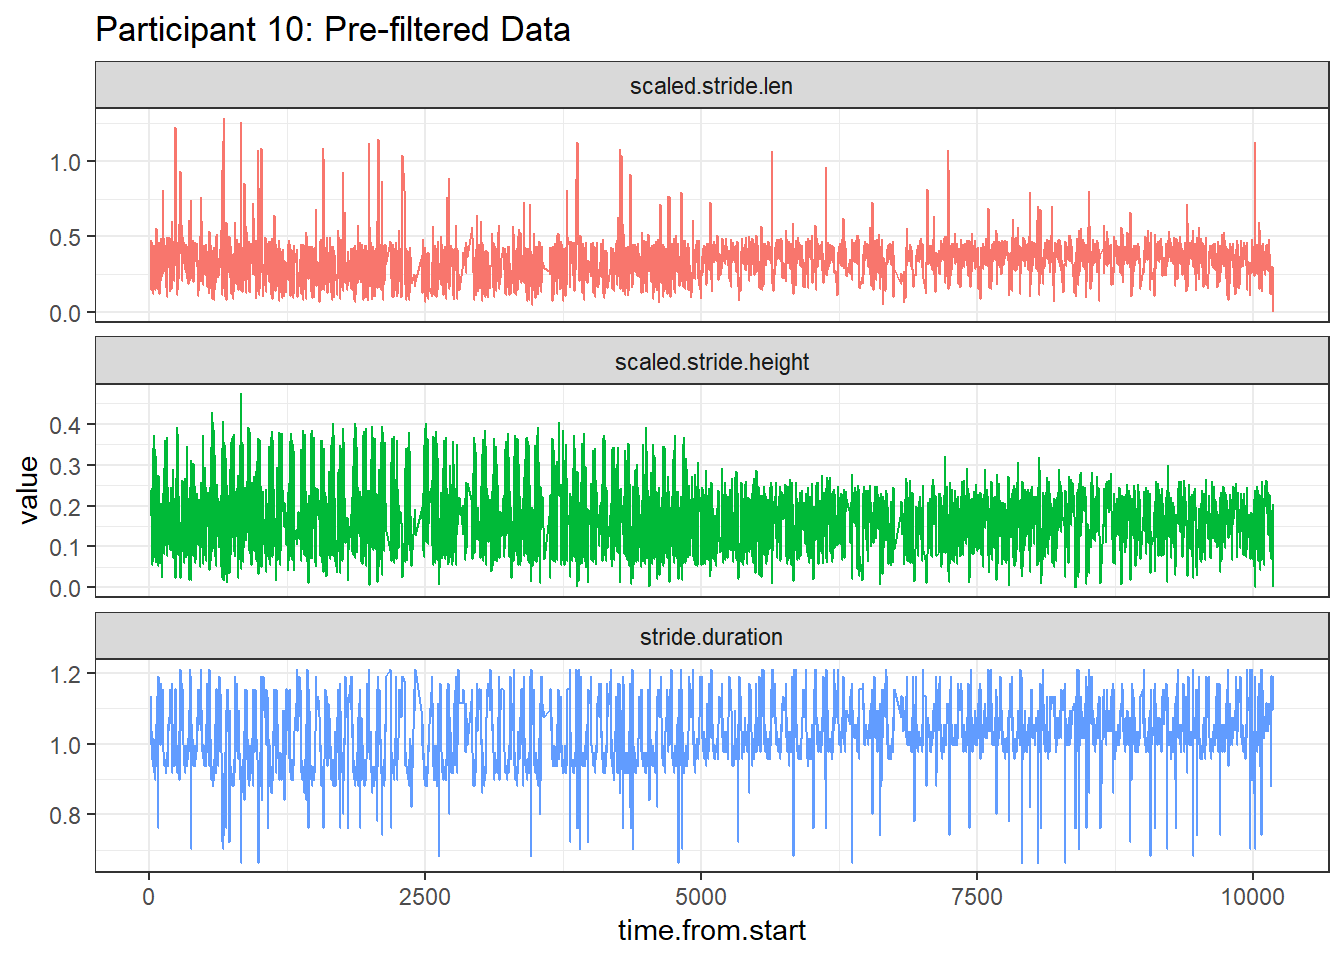 Participant 10: Pre-filtered Data
scaled.stride.len
1.0
0.5
0.0
scaled.stride.height
0.4
0.3
0.2
0.1
0.0
value
stride.duration
1.2
1.0
0.8
0 2500 5000 7500 10000
time.from.start